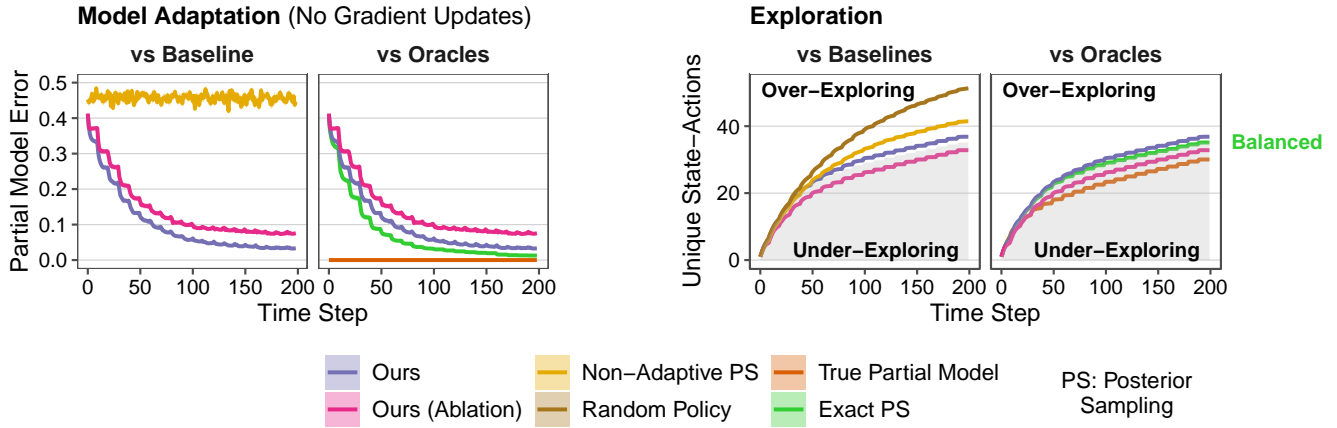 Model Adaptation (No Gradient Updates)
Exploration
vs Baseline
vs Oracles
vs Baselines
vs Oracles
Partial Model Error
0.5
0.4
0.3
0.2
0.1
0.0
0 50 100 150 200
0 50 100 150 200
Time Step
Unique State−Actions
40
20
0
Over−Exploring
Under−Exploring
Over−Exploring
Under−Exploring
Balanced
0 50 100 150 200
0 50 100 150 200
Time Step
Ours
Non−Adaptive PS
True Partial Model
Ours (Ablation)
Random Policy
Exact PS
PS: Posterior
Sampling